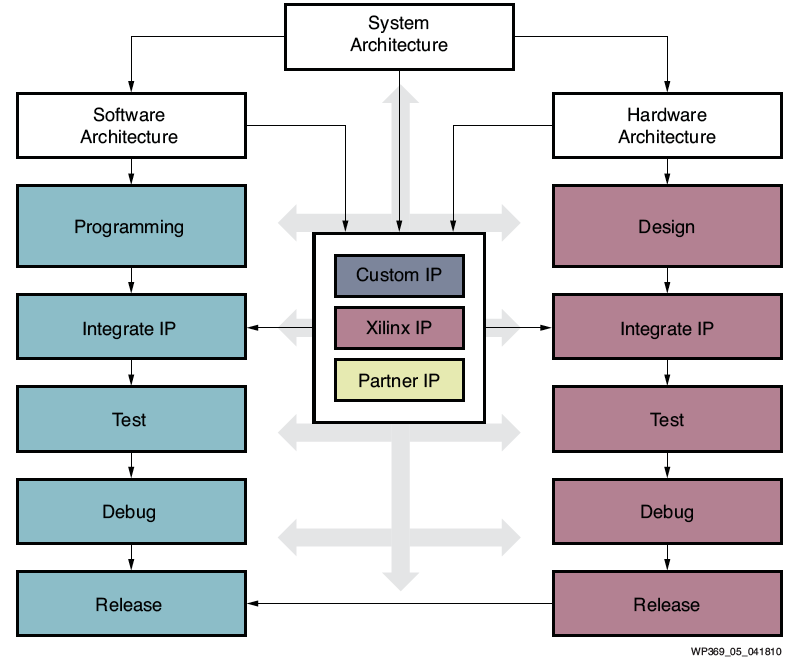 System
Architecture
Software
Architecture
Hardware
Architecture
Programming
Design
Custom IP
Integrate IP
Xilinx IP
Integrate IP
Partner IP
Test
Test
Debug
Debug
Release
Release
WP369_05_041810